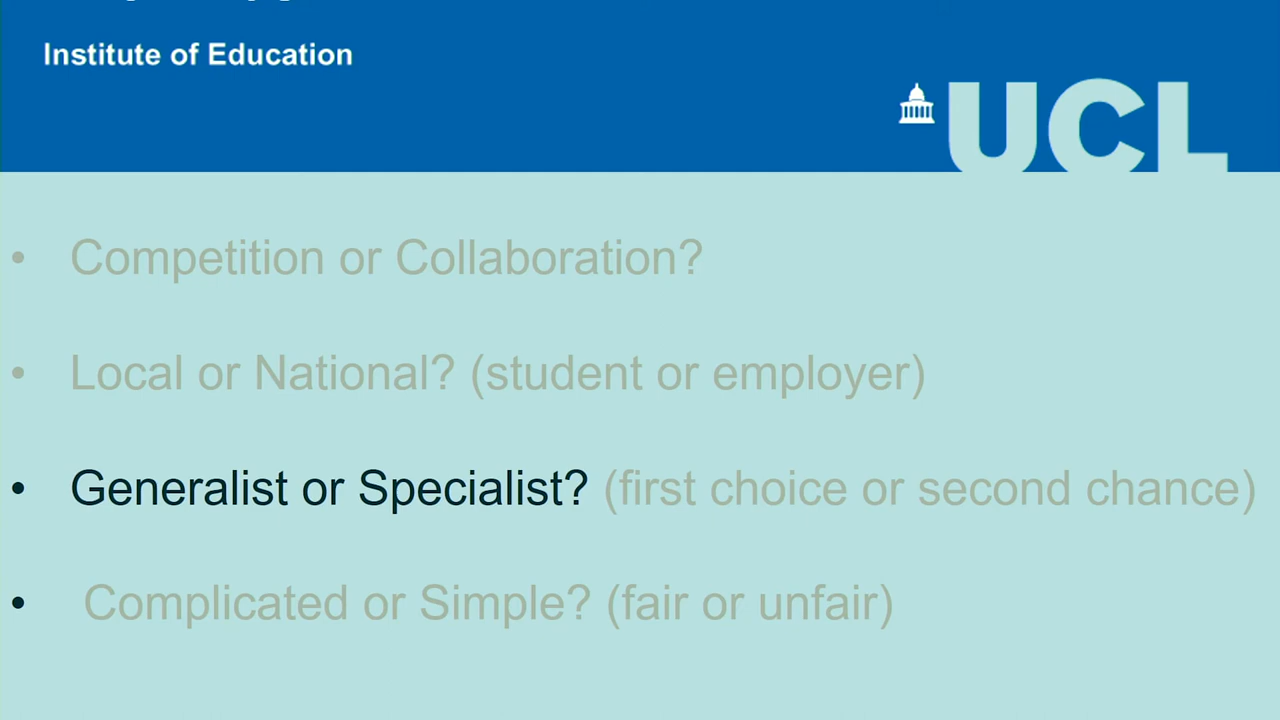 Institute of Education
UCL
• Competition or Collaboration?
• Local or National? (student or employer)
• Generalist or Specialist? (first choice or second chance)
• Complicated or Simple? (fair or unfair)